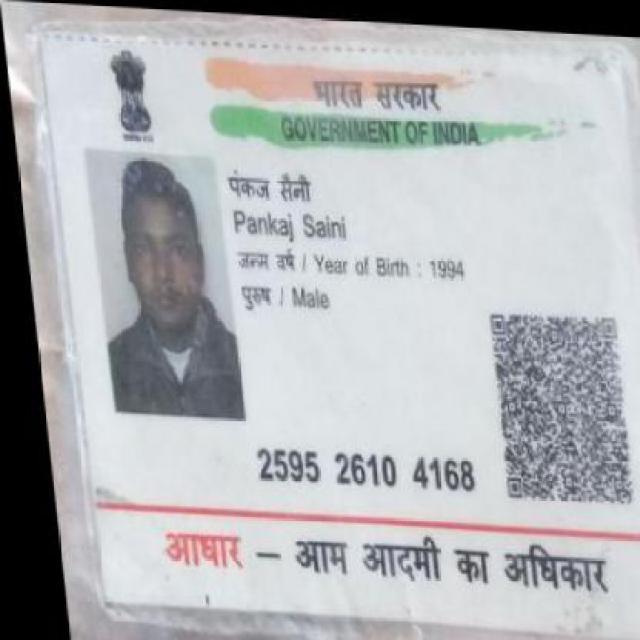 भारत सरकार
GOVERNMENT OF INDIA
पंकज सैनी
Pankaj Saini
जन्म वर्ष / Year of Birth : 1994
पुरुष / Male
2595 2610 4168
आधार – आम आदमी का अधिकार